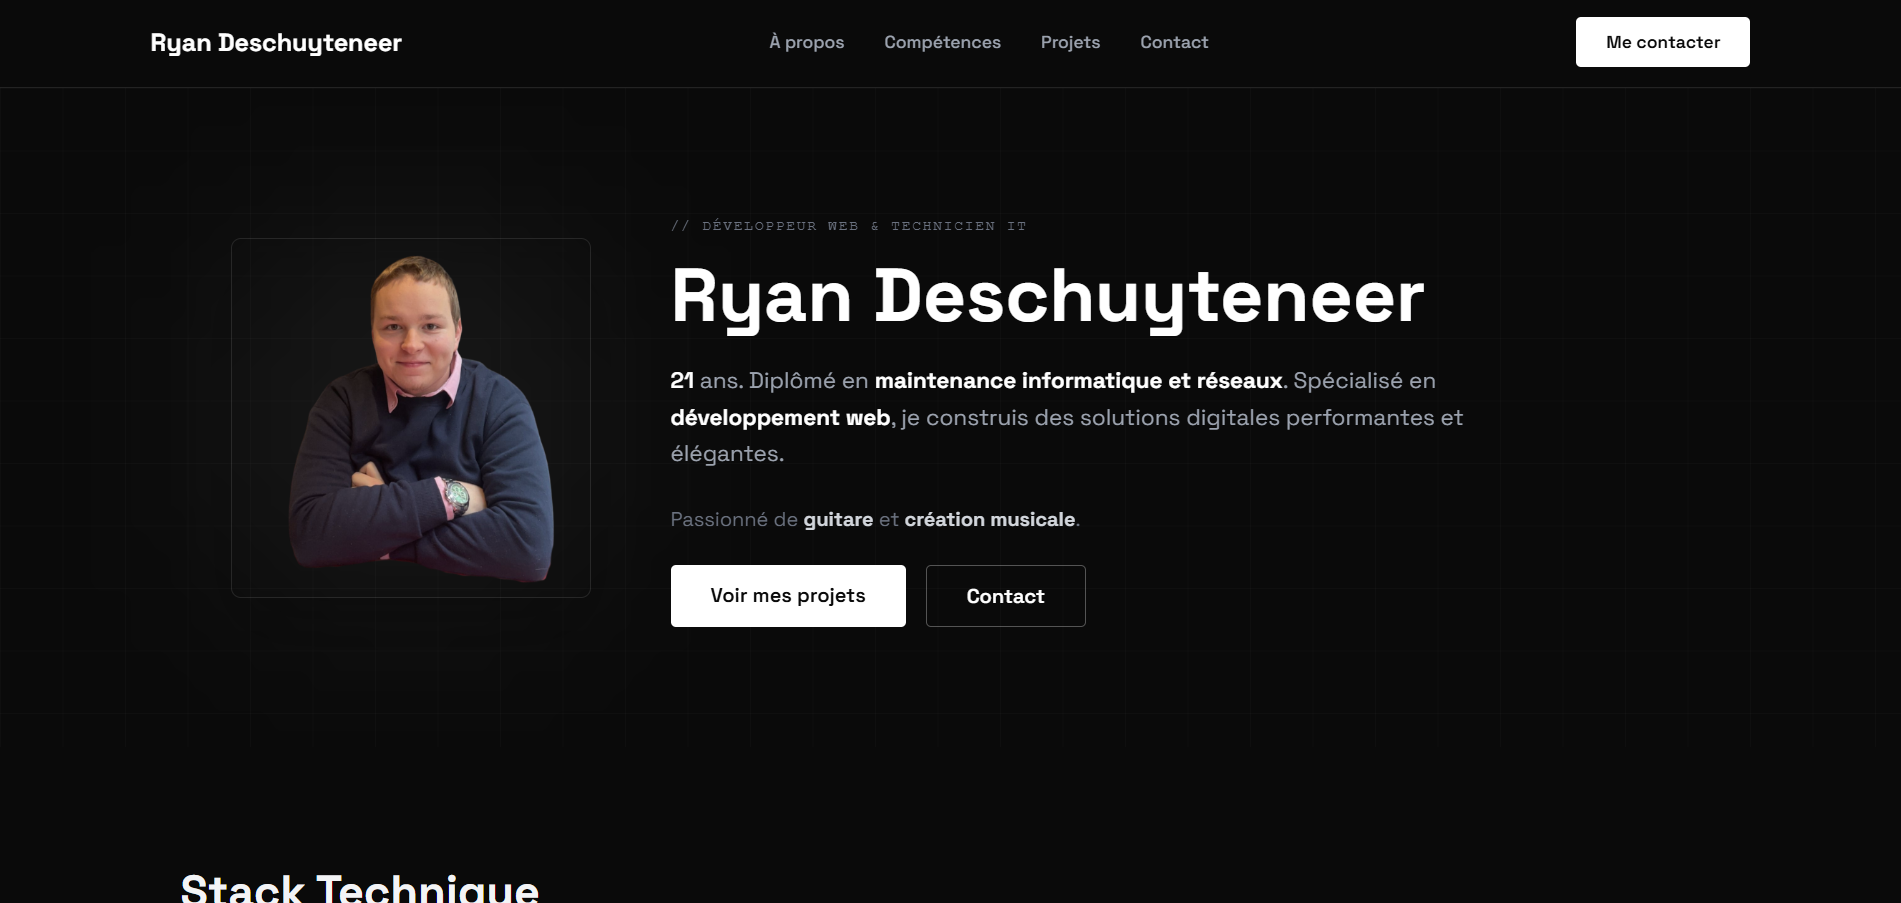 Ryan Deschuyteneer
À propos Compétences Projets Contact
Me contacter
// DÉVELOPPEUR WEB & TECHNICIEN IT
Ryan Deschuyteneer
21 ans. Diplômé en maintenance informatique et réseaux. Spécialisé en
développement web, je construis des solutions digitales performantes et
élégantes.
Passionné de guitare et création musicale.
Voir mes projets
Contact
Stack Technique